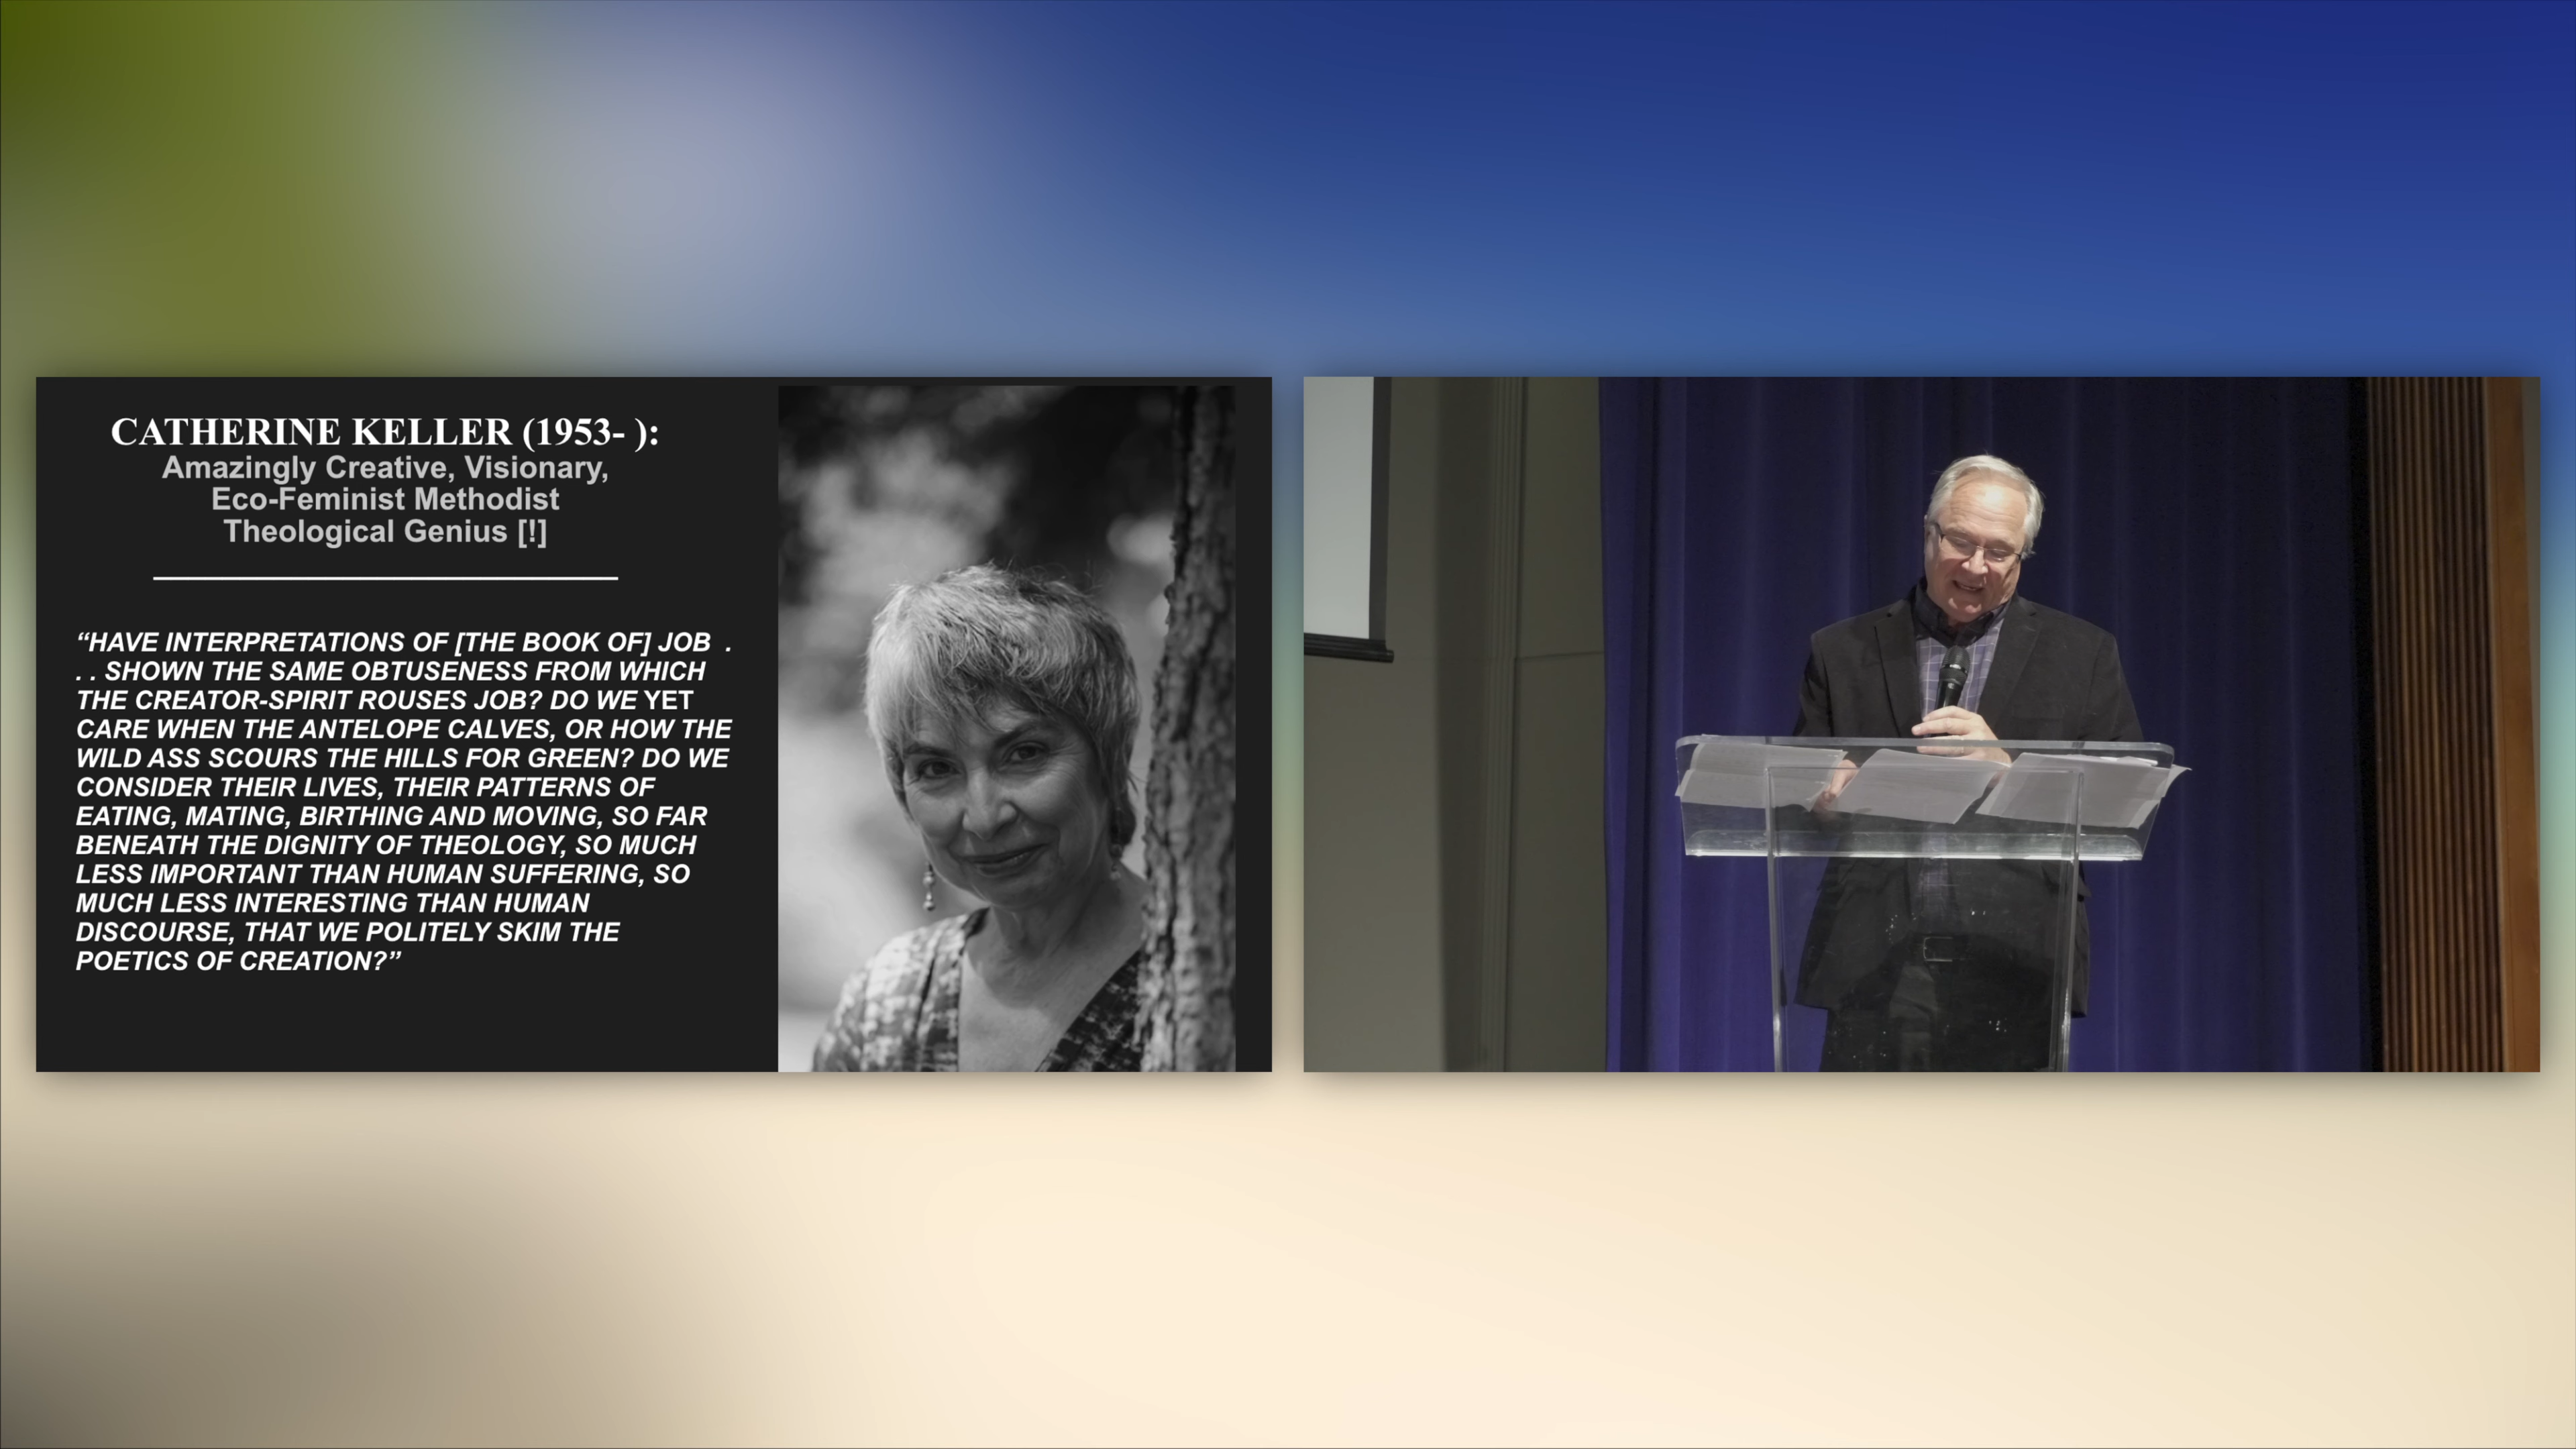 CATHERINE KELLER (1953- ):
Amazingly Creative, Visionary,
Eco-Feminist Methodist
Theological Genius [!]
“HAVE INTERPRETATIONS OF [THE BOOK OF] JOB .
. . SHOWN THE SAME OBTUSENESS FROM WHICH
THE CREATOR-SPIRIT ROUSES JOB? DO WE YET
CARE WHEN THE ANTELOPE CALVES, OR HOW THE
WILD ASS SCOURS THE HILLS FOR GREEN? DO WE
CONSIDER THEIR LIVES, THEIR PATTERNS OF
EATING, MATING, BIRTHING AND MOVING, SO FAR
BENEATH THE DIGNITY OF THEOLOGY, SO MUCH
LESS IMPORTANT THAN HUMAN SUFFERING, SO
MUCH LESS INTERESTING THAN HUMAN
DISCOURSE, THAT WE POLITELY SKIM THE
POETICS OF CREATION?”